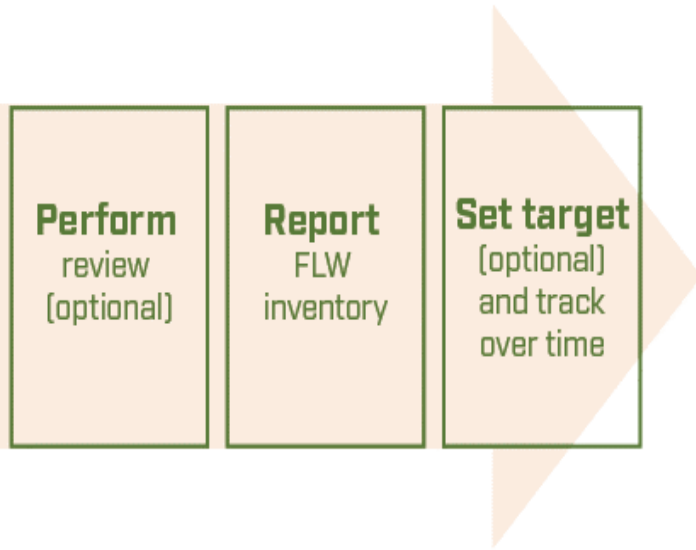 Perform
review
(optional)
Report
FLW
inventory
Set target
(optional)
and track
over time